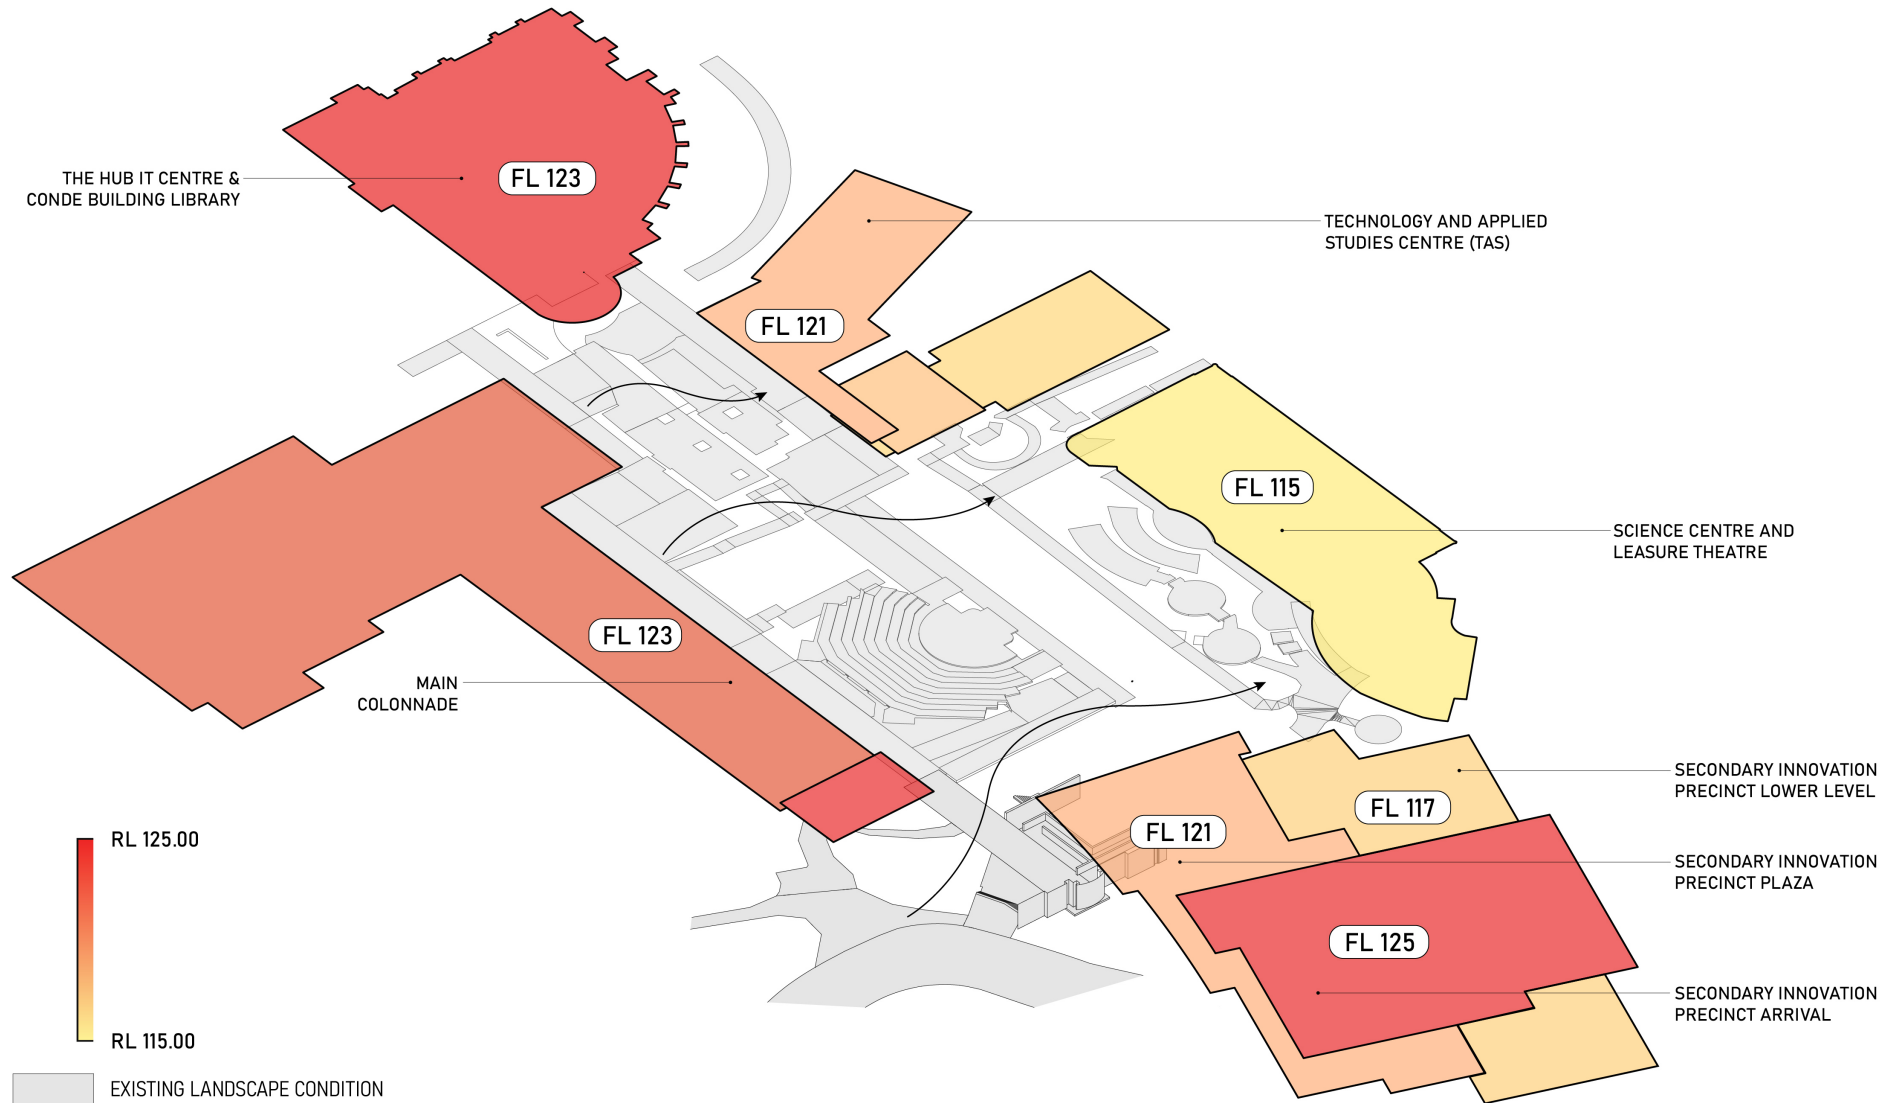 FL 123
THE HUB IT CENTRE &
CONDE BUILDING LIBRARY
TECHNOLOGY AND APPLIED
STUDIES CENTRE (TAS)
FL 121
FL 115
SCIENCE CENTRE AND
LEASURE THEATRE
FL 123
MAIN
COLONNADE
SECONDARY INNOVATION
PRECINCT LOWER LEVEL
FL 117
FL 121
SECONDARY INNOVATION
PRECINCT PLAZA
FL 125
SECONDARY INNOVATION
PRECINCT ARRIVAL
RL 125.00
RL 115.00
EXISTING LANDSCAPE CONDITION